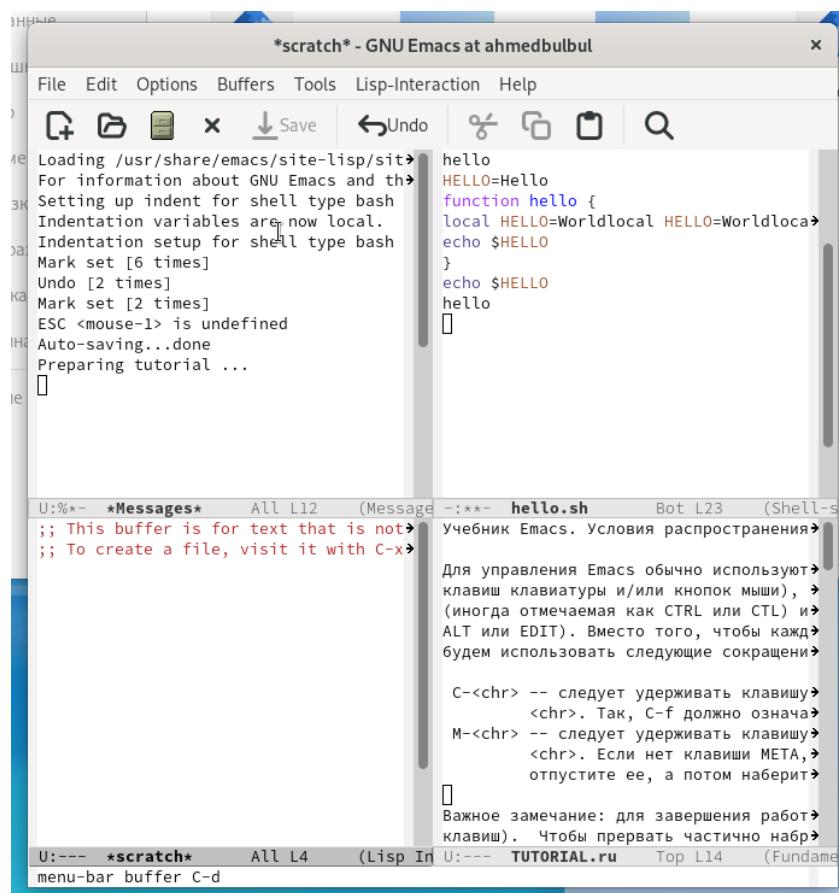 *scratch* - GNU Emacs at ahmedbulbul
File Edit Options Buffers Tools Lisp-Interaction Help
Save Undo
Loading /usr/share/emacs/site-lisp/sit
For information about GNU Emacs and th
Setting up indent for shell type bash
Indentation variables are now local.
Indentation setup for shell type bash
Mark set [6 times]
Undo [2 times]
Mark set [2 times]
ESC <mouse-1> is undefined
Auto-saving...done
Preparing tutorial ...
U:%*- *Messages* All L12 (Message
hello
HELLO=Hello
function hello {
local HELLO=Worldlocal HELLO=Worldloca
echo $HELLO
}
echo $HELLO
hello
-:**- hello.sh Bot L23 (Shell-s
;; This buffer is for text that is not
;; To create a file, visit it with C-x
U:--- *scratch* All L4 (Lisp In
Учебник Emacs. Условия распространения
Для управления Emacs обычно используют
клавиш клавиатуры и/или кнопок мыши),
(иногда отмечаемая как CTRL или CTL) и
ALT или EDIT). Вместо того, чтобы кажд
будем использовать следующие сокращени
C-<chr> -- следует удерживать клавишу
<chr>. Так, C-f должно означа
M-<chr> -- следует удерживать клавишу
<chr>. Если нет клавиши META,
отпустите ее, а потом наберит
Важное замечание: для завершения работ
клавиш). Чтобы прервать частично набр
U:--- TUTORIAL.ru Top L14 (Fundame
menu-bar buffer C-d